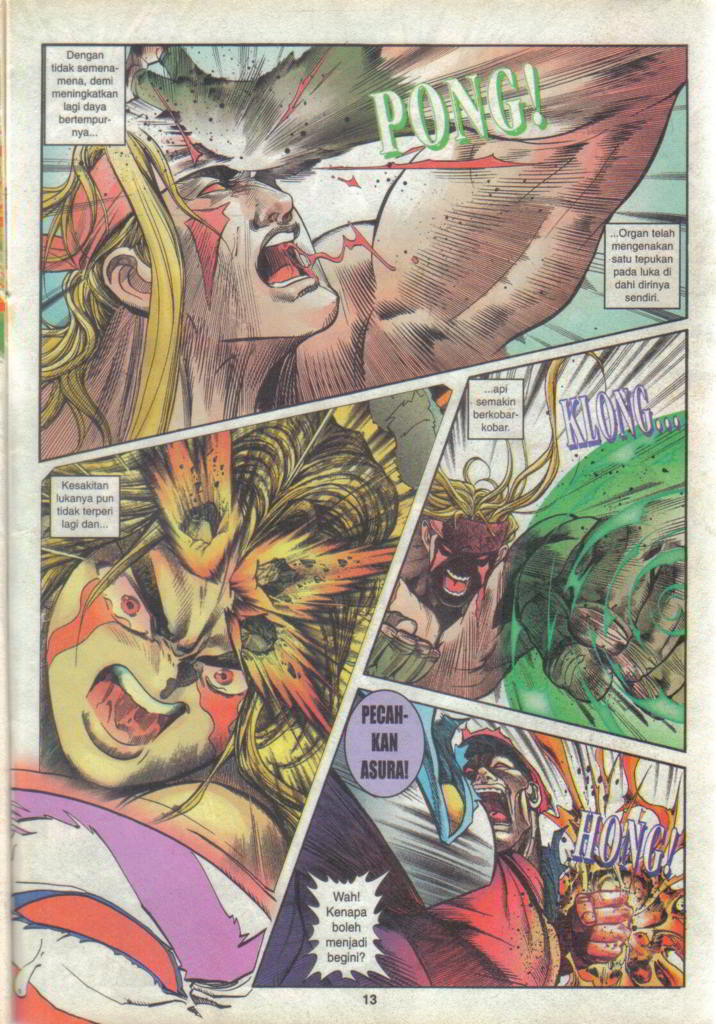 Dengan
tidak semena-
mena, demi
meningkatkan
lagi daya
bertempur-
nya...
PONG!
...Organ telah
mengenakan
satu tepukan
pada luka di
dahi dirinya
sendiri.
...api
semakin
berkobar-
kobar.
KLONG...
Kesakitan
lukanya pun
tidak terperi
lagi dan...
PECAH-
KAN
ASURA!
HONG!
Wah!
Kenapa
boleh
menjadi
begini?
13